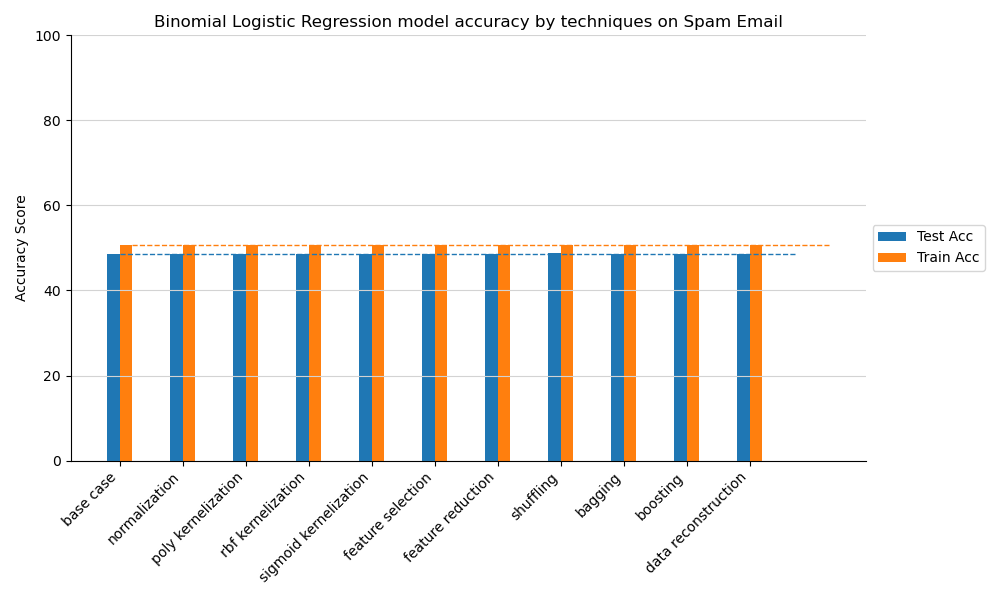 Binomial Logistic Regression model accuracy by techniques on Spam Email
100
80
60
40
20
0
Accuracy Score
Test Acc
Train Acc
base case
normalization
poly kernelization
rbf kernelization
sigmoid kernelization
feature selection
feature reduction
shuffling
bagging
boosting
data reconstruction